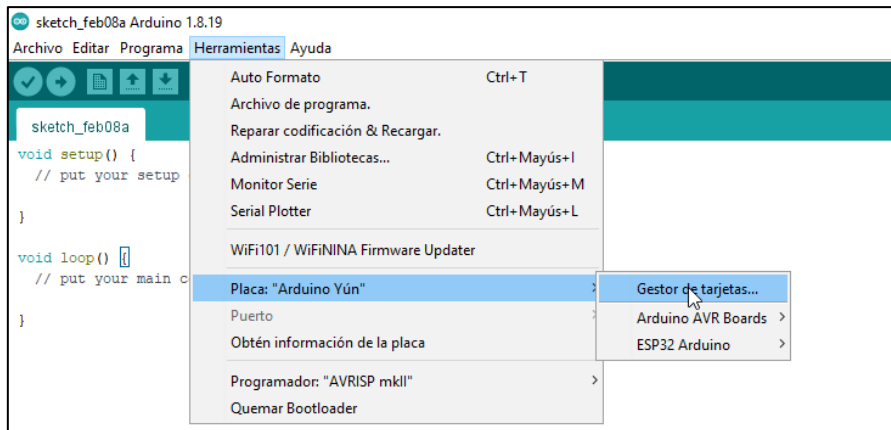 sketch_feb08a Arduino 1.8.19
Archivo Editar Programa Herramientas Ayuda
sketch_feb08a
void setup() {
// put your setup
}
void loop() {
// put your main c
}
Auto Formato Ctrl+T
Archivo de programa.
Reparar codificación & Recargar.
Administrar Bibliotecas... Ctrl+Mayús+I
Monitor Serie Ctrl+Mayús+M
Serial Plotter Ctrl+Mayús+L
WiFi101 / WiFiNINA Firmware Updater
Placa: "Arduino Yún"
Puerto
Obtén información de la placa
Programador: "AVRISP mkII"
Quemar Bootloader
Gestor de tarjetas...
Arduino AVR Boards
ESP32 Arduino